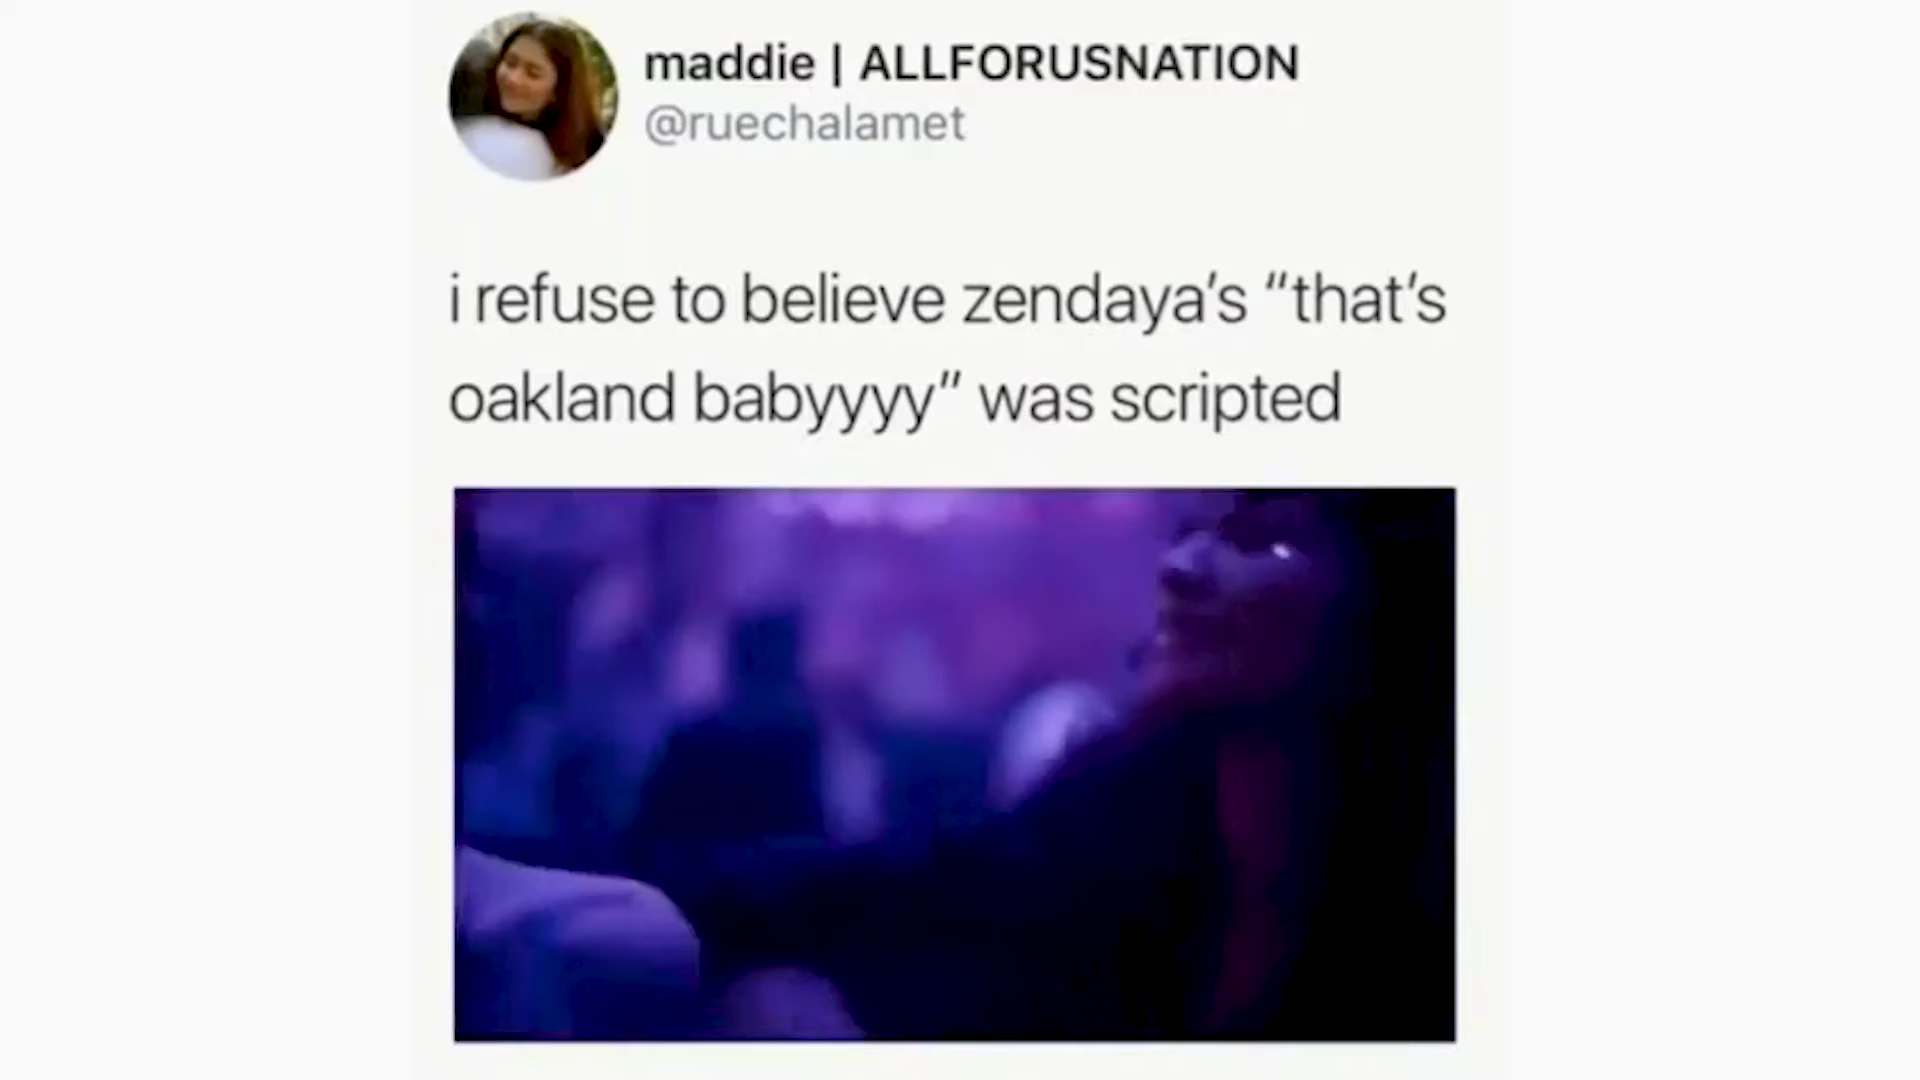 maddie | ALLFORUSNATION
@ruechalamet
i refuse to believe zendaya’s “that’s
oakland babyyyy” was scripted